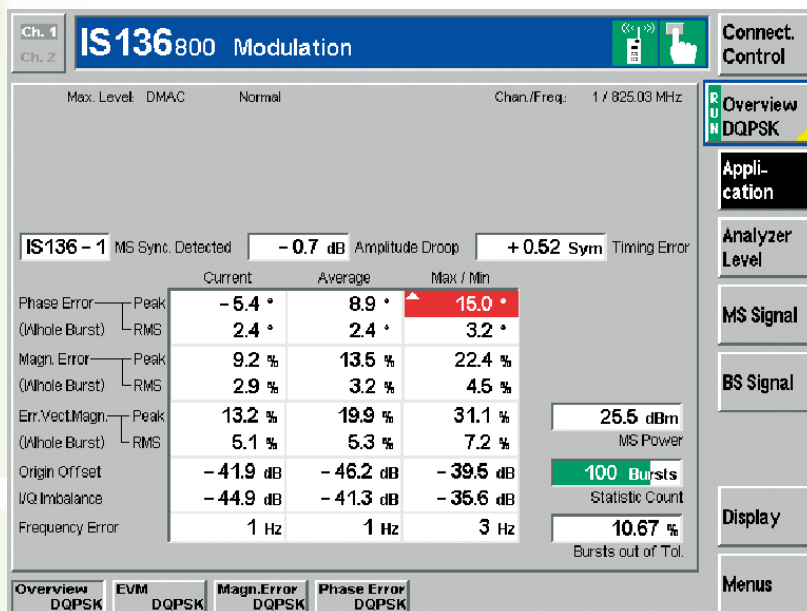 Ch. 1
Ch. 2
IS136 800 Modulation
Connect.
Control
Max. Level: DMAC Normal Chan./Freq.: 1 / 825.03 MHz
RUN
Overview
DQPSK
Appli-
cation
Analyzer
Level
IS136 – 1 MS Sync. Detected – 0.7 dB Amplitude Droop + 0.52 Sym Timing Error
Current Average Max / Min
Phase Error Peak – 5.4 ° 8.9 ° 15.0 °
(Whole Burst) RMS 2.4 ° 2.4 ° 3.2 °
MS Signal
Magn. Error Peak 9.2 % 13.5 % 22.4 %
(Whole Burst) RMS 2.9 % 3.2 % 4.5 %
BS Signal
Err.Vect.Magn. Peak 13.2 % 19.9 % 31.1 % 25.5 dBm
(Whole Burst) RMS 5.1 % 5.3 % 7.2 % MS Power
Origin Offset – 41.9 dB – 46.2 dB – 39.5 dB 100 Bursts
I/Q Imbalance – 44.9 dB – 41.3 dB – 35.6 dB Statistic Count
Frequency Error 1 Hz 1 Hz 3 Hz 10.67 %
Bursts out of Tol.
Display
Overview
DQPSK
EVM
DQPSK
Magn.Error
DQPSK
Phase Error
DQPSK
Menus